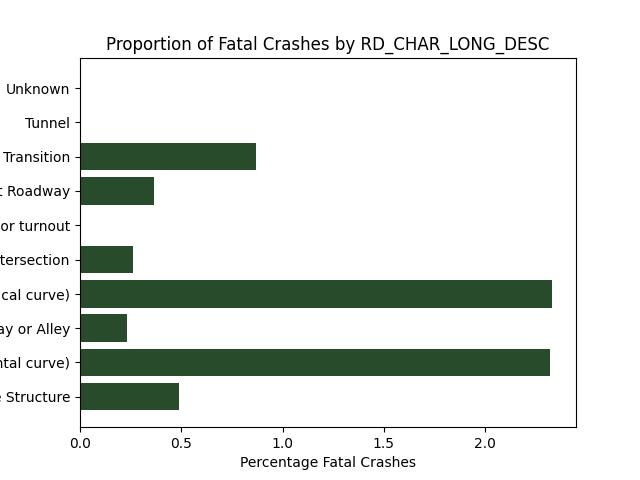 Proportion of Fatal Crashes by RD_CHAR_LONG_DESC
Unknown
Tunnel
Transition
t Roadway
or turnout
tersection
cal curve)
ay or Alley
ntal curve)
Structure
0.0 0.5 1.0 1.5 2.0
Percentage Fatal Crashes